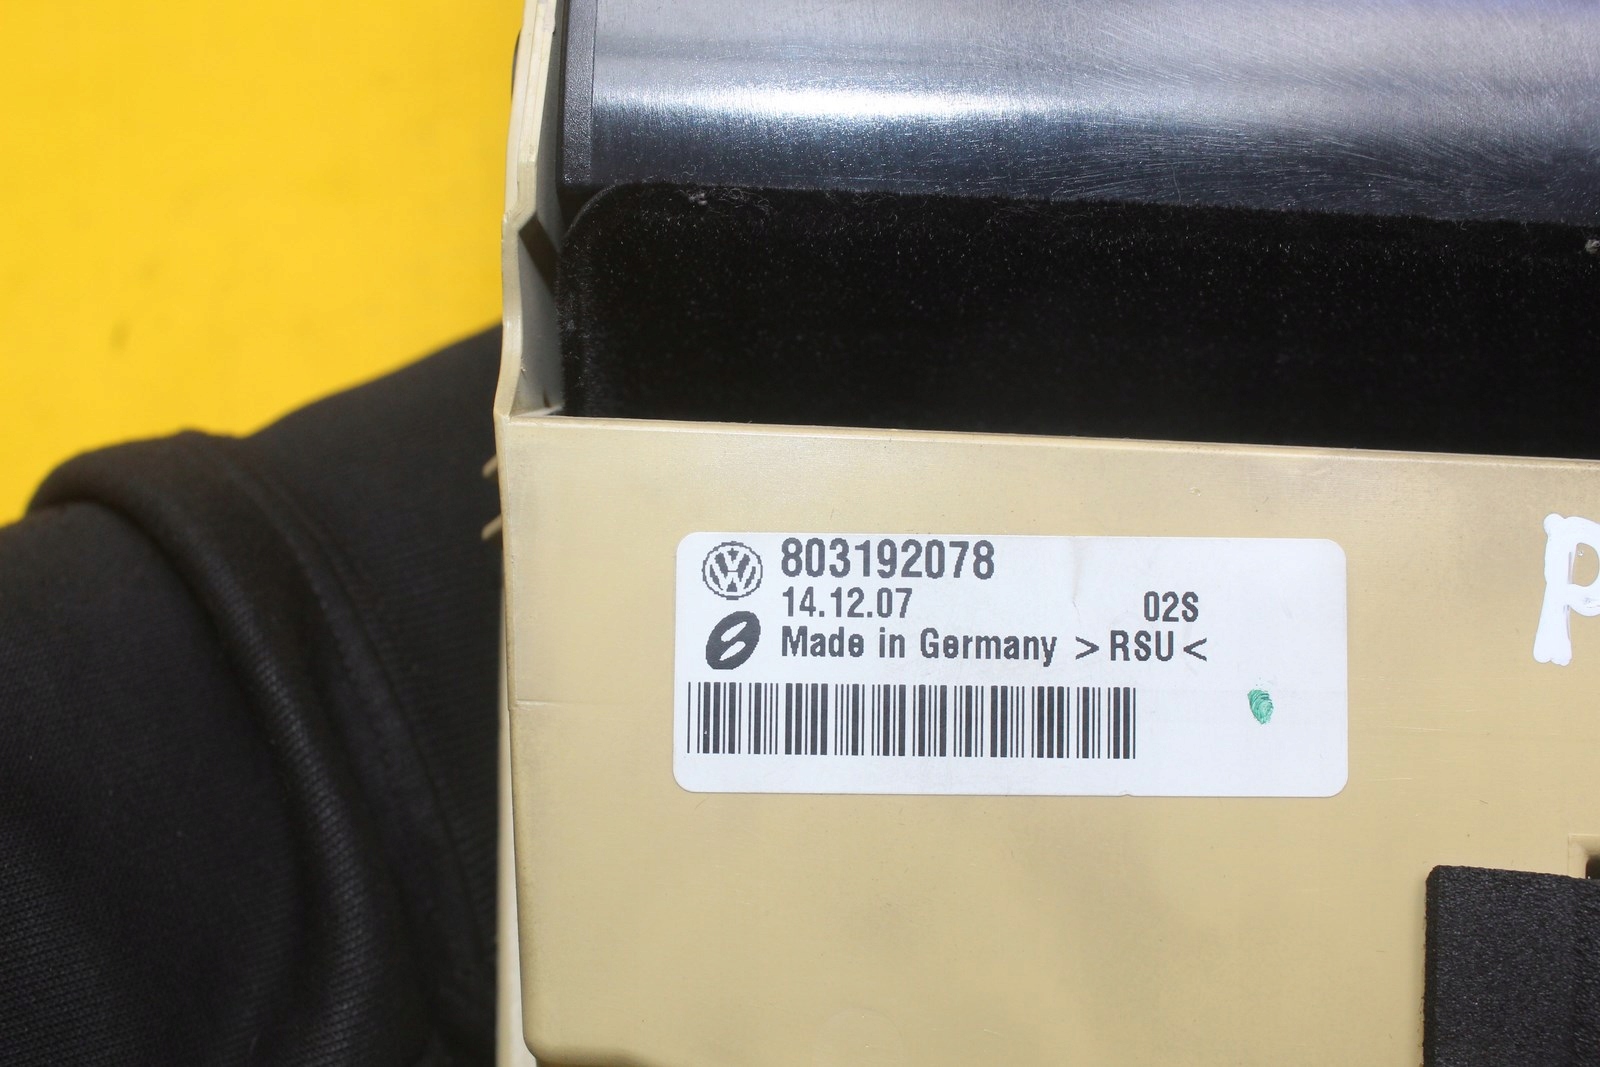 803192078
14.12.07 02S
Made in Germany >RSU<
P